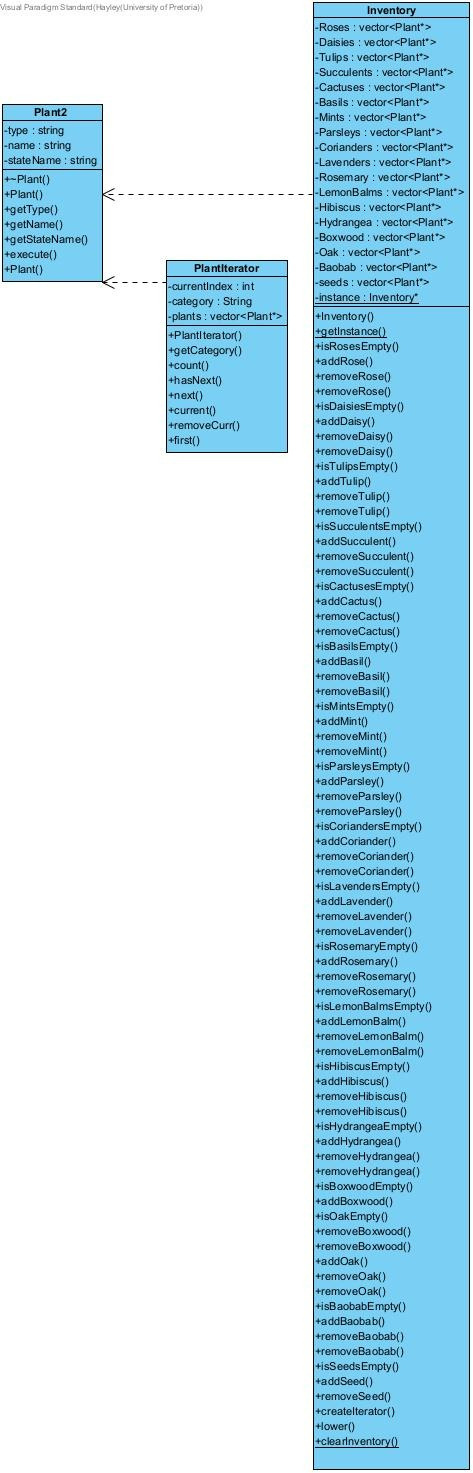 Visual Paradigm Standard(Hayley(University of Pretoria))
Plant2
-type : string
-name : string
-stateName : string
+~Plant()
+Plant()
+getType()
+getName()
+getStateName()
+execute()
+Plant()
PlantIterator
-currentIndex : int
-category : String
-plants : vector<Plant*>
+PlantIterator()
+getCategory()
+count()
+hasNext()
+next()
+current()
+removeCurr()
+first()
Inventory
-Roses : vector<Plant*>
-Daisies : vector<Plant*>
-Tulips : vector<Plant*>
-Succulents : vector<Plant*>
-Cactuses : vector<Plant*>
-Basils : vector<Plant*>
-Mints : vector<Plant*>
-Parsleys : vector<Plant*>
-Corianders : vector<Plant*>
-Lavenders : vector<Plant*>
-Rosemary : vector<Plant*>
-LemonBalms : vector<Plant*>
-Hibiscus : vector<Plant*>
-Hydrangea : vector<Plant*>
-Boxwood : vector<Plant*>
-Oak : vector<Plant*>
-Baobab : vector<Plant*>
-seeds : vector<Plant*>
-instance : Inventory*
+Inventory()
+getInstance()
+isRosesEmpty()
+addRose()
+removeRose()
+removeRose()
+isDaisiesEmpty()
+addDaisy()
+removeDaisy()
+removeDaisy()
+isTulipsEmpty()
+addTulip()
+removeTulip()
+removeTulip()
+isSucculentsEmpty()
+addSucculent()
+removeSucculent()
+removeSucculent()
+isCactusesEmpty()
+addCactus()
+removeCactus()
+removeCactus()
+isBasilsEmpty()
+addBasil()
+removeBasil()
+removeBasil()
+isMintsEmpty()
+addMint()
+removeMint()
+removeMint()
+isParsleysEmpty()
+addParsley()
+removeParsley()
+removeParsley()
+isCoriandersEmpty()
+addCoriander()
+removeCoriander()
+removeCoriander()
+isLavendersEmpty()
+addLavender()
+removeLavender()
+removeLavender()
+isRosemaryEmpty()
+addRosemary()
+removeRosemary()
+removeRosemary()
+isLemonBalmsEmpty()
+addLemonBalm()
+removeLemonBalm()
+removeLemonBalm()
+isHibiscusEmpty()
+addHibiscus()
+removeHibiscus()
+removeHibiscus()
+isHydrangeaEmpty()
+addHydrangea()
+removeHydrangea()
+removeHydrangea()
+isBoxwoodEmpty()
+addBoxwood()
+isOakEmpty()
+removeBoxwood()
+removeBoxwood()
+addOak()
+removeOak()
+removeOak()
+isBaobabEmpty()
+addBaobab()
+removeBaobab()
+removeBaobab()
+isSeedsEmpty()
+addSeed()
+removeSeed()
+createIterator()
+lower()
+clearInventory()